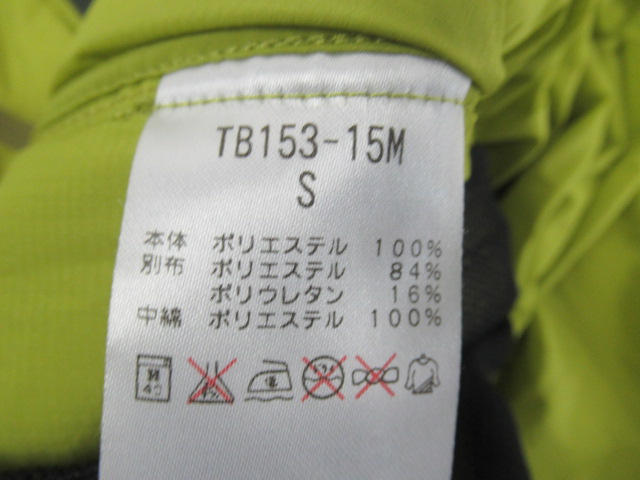 TB153-15M
S
本体 ポリエステル 100%
別布 ポリエステル 84%
ポリウレタン 16%
中綿 ポリエステル 100%
40